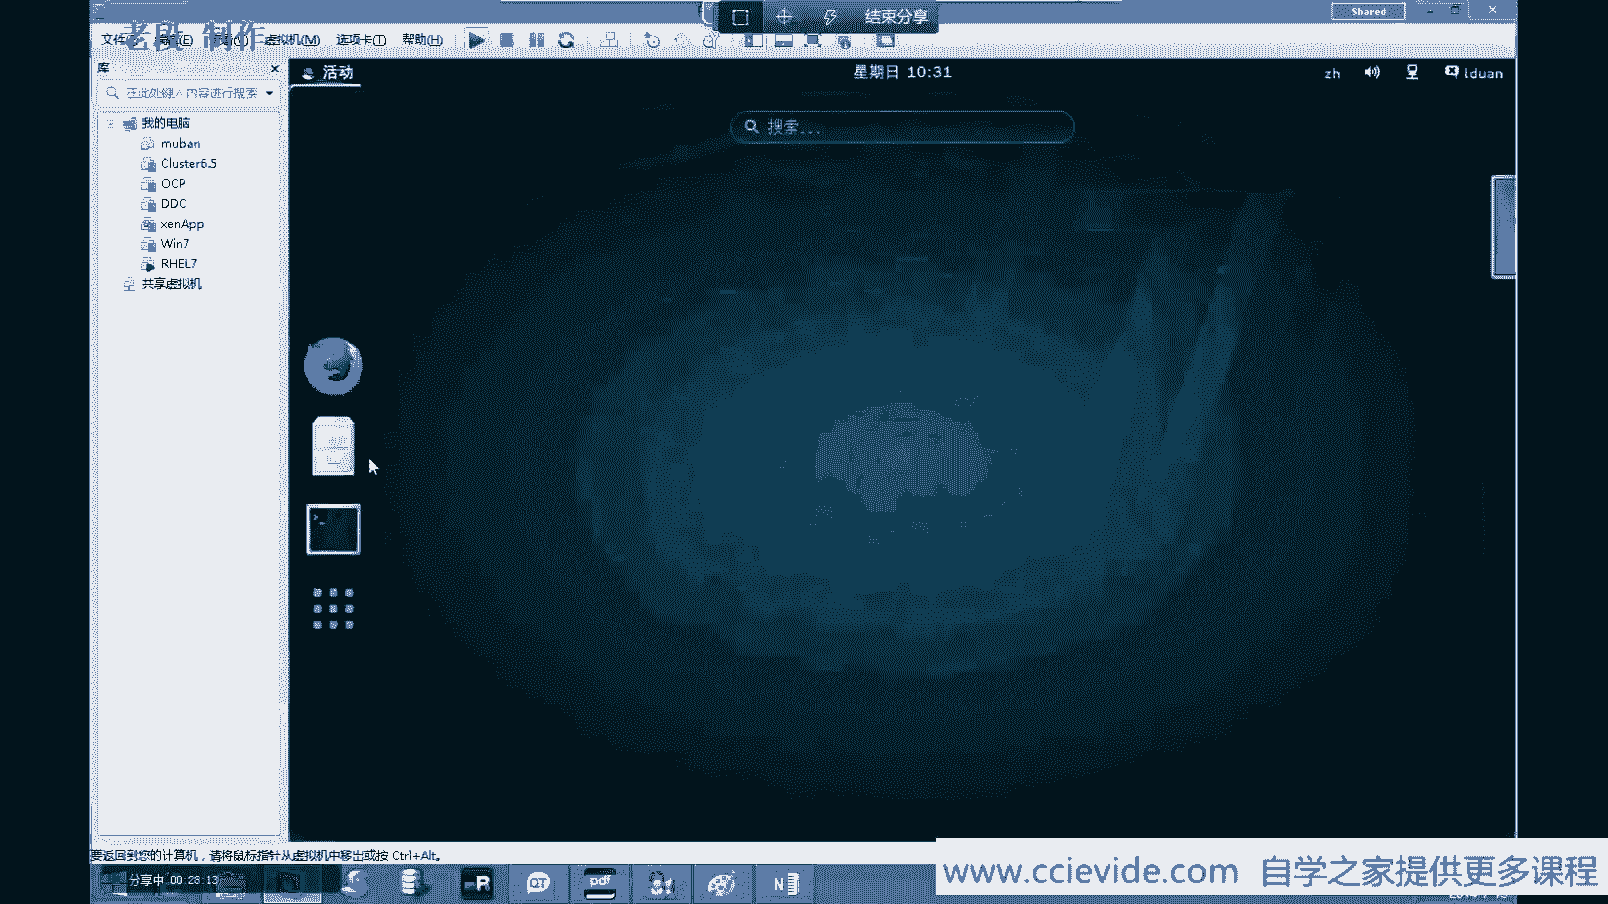 老段 制作
结束分享
Shared
文件 编辑(E) 虚拟机(M) 选项卡(T) 帮助(H)
库
在此处键入内容进行搜索
我的电脑
muban
Cluster6.5
OCP
DDC
xenApp
Win7
RHEL7
共享虚拟机
活动
星期日 10:31
zh
lduan
搜索...
要返回到您的计算机，请将鼠标指针从虚拟机中移出或按 Ctrl+Alt。
分享中 00:23:13
www.ccievide.com 自学之家提供更多课程